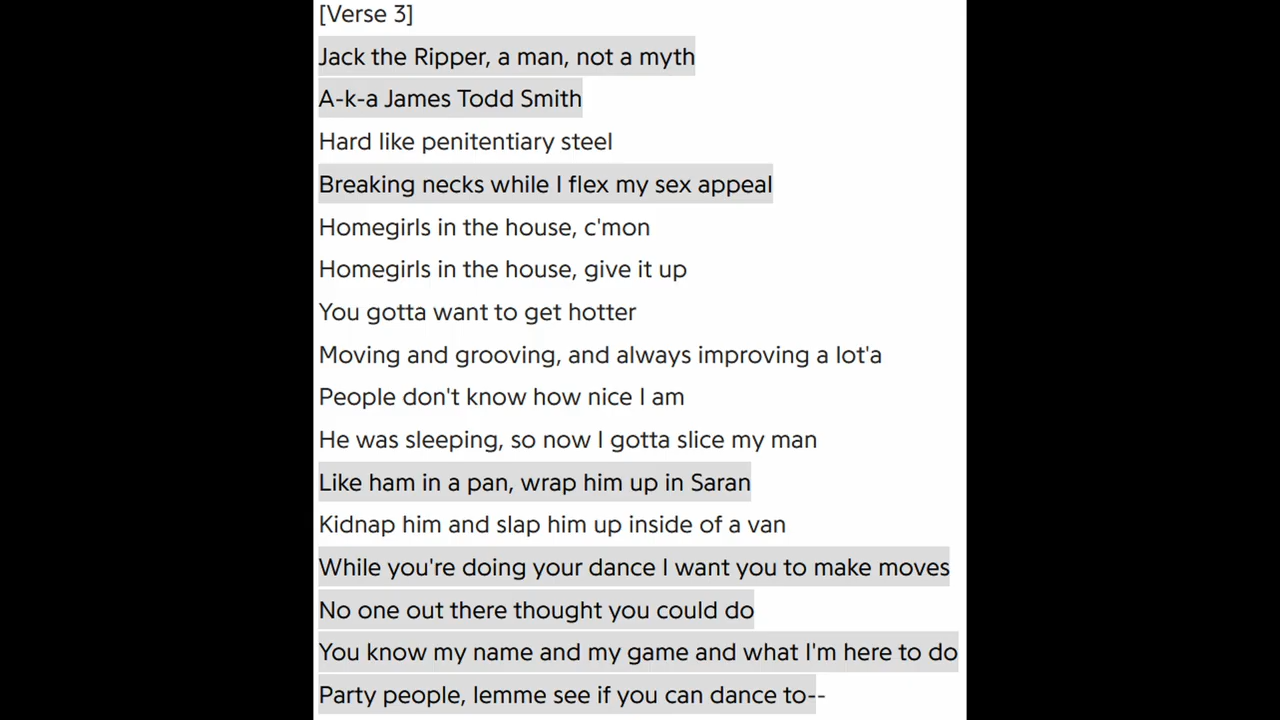 [Verse 3]
Jack the Ripper, a man, not a myth
A-k-a James Todd Smith
Hard like penitentiary steel
Breaking necks while I flex my sex appeal
Homegirls in the house, c'mon
Homegirls in the house, give it up
You gotta want to get hotter
Moving and grooving, and always improving a lot'a
People don't know how nice I am
He was sleeping, so now I gotta slice my man
Like ham in a pan, wrap him up in Saran
Kidnap him and slap him up inside of a van
While you're doing your dance I want you to make moves
No one out there thought you could do
You know my name and my game and what I'm here to do
Party people, lemme see if you can dance to--